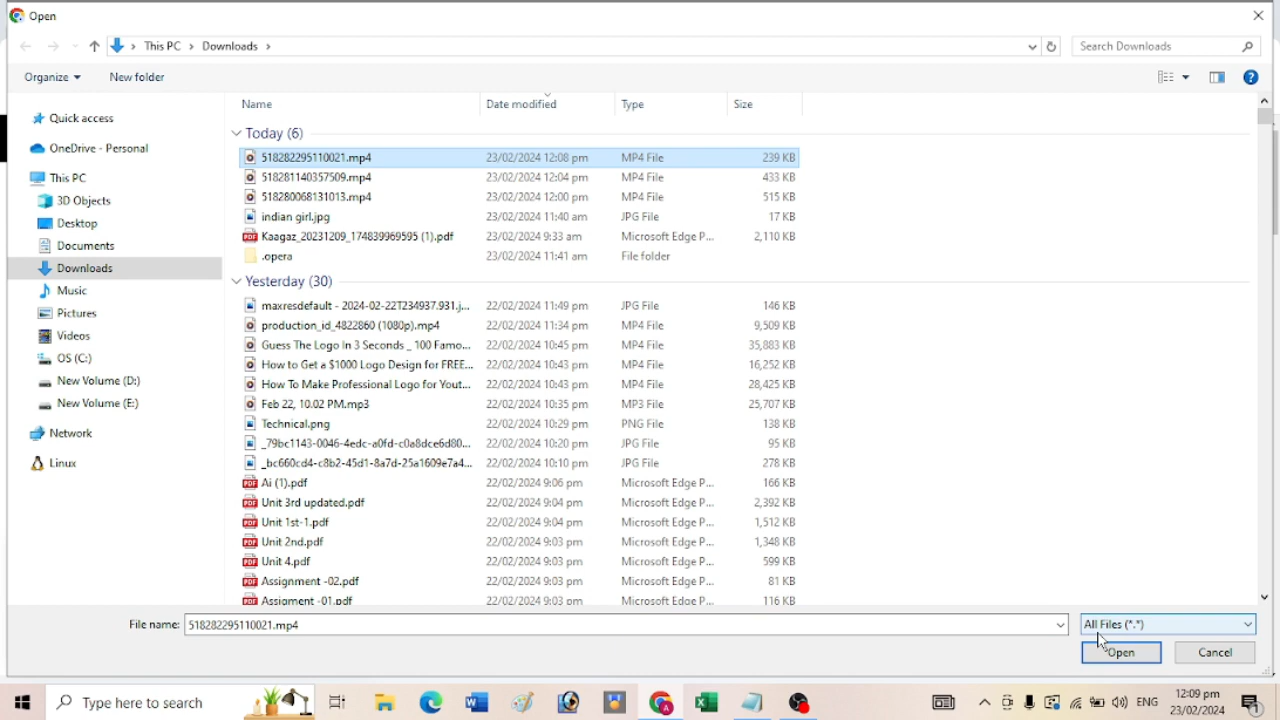 Open
This PC > Downloads >
Search Downloads
Organize
New folder
Name Date modified Type Size
Quick access
OneDrive - Personal
This PC
3D Objects
Desktop
Documents
Downloads
Music
Pictures
Videos
OS (C:)
New Volume (D:)
New Volume (E:)
Network
Linux
Today (6)
518282295110021.mp4 23/02/2024 12:08 pm MP4 File 239 KB
518281140357509.mp4 23/02/2024 12:04 pm MP4 File 433 KB
518280068131013.mp4 23/02/2024 12:00 pm MP4 File 515 KB
indian girl.jpg 23/02/2024 11:40 am JPG File 17 KB
Kaagaz_20231209_174839969595 (1).pdf 23/02/2024 9:33 am Microsoft Edge P... 2,110 KB
.opera 23/02/2024 11:41 am File folder
Yesterday (30)
maxresdefault - 2024-02-22T234937.931.j... 22/02/2024 11:49 pm JPG File 146 KB
production_id_4822860 (1080p).mp4 22/02/2024 11:34 pm MP4 File 9,509 KB
Guess The Logo In 3 Seconds _ 100 Famo... 22/02/2024 10:45 pm MP4 File 35,883 KB
How to Get a $1000 Logo Design for FREE... 22/02/2024 10:43 pm MP4 File 16,252 KB
How To Make Professional Logo for Yout... 22/02/2024 10:43 pm MP4 File 28,425 KB
Feb 22, 10.02 PM.mp3 22/02/2024 10:35 pm MP3 File 25,707 KB
Technical.png 22/02/2024 10:29 pm PNG File 138 KB
_79bc1143-0046-4edc-a0fd-c0a8dce6d80... 22/02/2024 10:20 pm JPG File 95 KB
_bc660cd4-c8b2-45d1-8a7d-25a1609e7a4... 22/02/2024 10:10 pm JPG File 278 KB
Ai (1).pdf 22/02/2024 9:06 pm Microsoft Edge P... 166 KB
Unit 3rd updated.pdf 22/02/2024 9:04 pm Microsoft Edge P... 2,392 KB
Unit 1st-1.pdf 22/02/2024 9:04 pm Microsoft Edge P... 1,512 KB
Unit 2nd.pdf 22/02/2024 9:03 pm Microsoft Edge P... 1,348 KB
Unit 4.pdf 22/02/2024 9:03 pm Microsoft Edge P... 599 KB
Assignment -02.pdf 22/02/2024 9:03 pm Microsoft Edge P... 81 KB
Assigment -01.pdf 22/02/2024 9:03 pm Microsoft Edge P... 116 KB
File name: 518282295110021.mp4 All Files (*.*)
Open Cancel
Type here to search
ENG
12:09 pm
23/02/2024